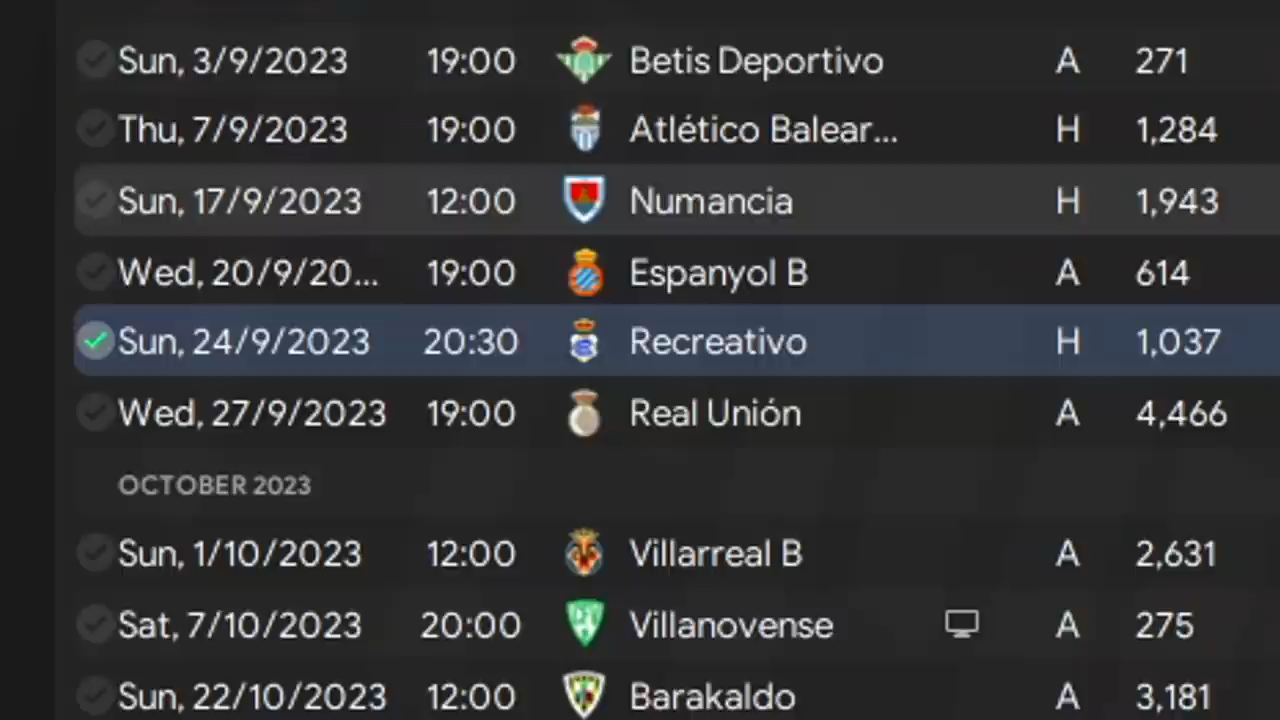 Sun, 3/9/2023 19:00 Betis Deportivo A 271
Thu, 7/9/2023 19:00 Atlético Balear... H 1,284
Sun, 17/9/2023 12:00 Numancia H 1,943
Wed, 20/9/20... 19:00 Espanyol B A 614
Sun, 24/9/2023 20:30 Recreativo H 1,037
Wed, 27/9/2023 19:00 Real Unión A 4,466
OCTOBER 2023
Sun, 1/10/2023 12:00 Villarreal B A 2,631
Sat, 7/10/2023 20:00 Villanovense A 275
Sun, 22/10/2023 12:00 Barakaldo A 3,181